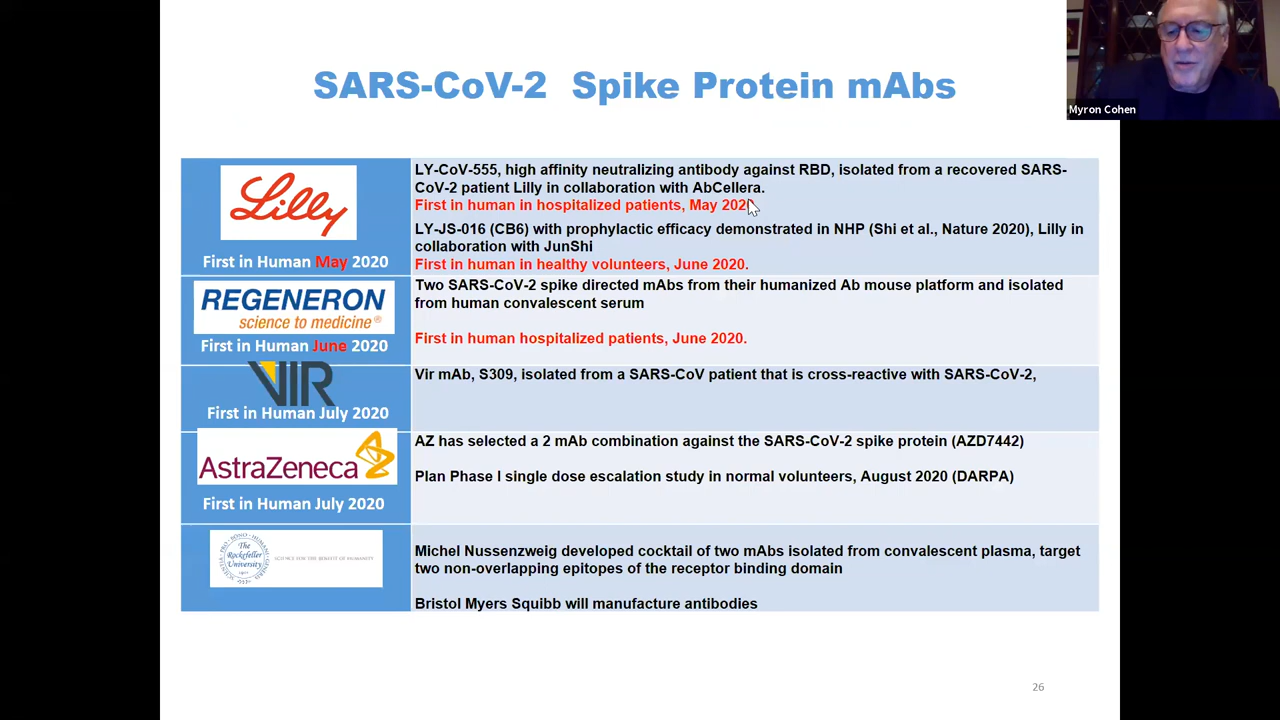 SARS-CoV-2 Spike Protein mAbs
Myron Cohen
Lilly
First in Human May 2020
LY-CoV-555, high affinity neutralizing antibody against RBD, isolated from a recovered SARS-
CoV-2 patient Lilly in collaboration with AbCellera.
First in human in hospitalized patients, May
LY-JS-016 (CB6) with prophylactic efficacy demonstrated in NHP (Shi et al., Nature 2020), Lilly in
collaboration with JunShi
First in human in healthy volunteers, June 2020.
REGENERON
science to medicine®
First in Human June 2020
Two SARS-CoV-2 spike directed mAbs from their humanized Ab mouse platform and isolated
from human convalescent serum
First in human hospitalized patients, June 2020.
VIR
First in Human July 2020
Vir mAb, S309, isolated from a SARS-CoV patient that is cross-reactive with SARS-CoV-2,
AstraZeneca
First in Human July 2020
AZ has selected a 2 mAb combination against the SARS-CoV-2 spike protein (AZD7442)
Plan Phase I single dose escalation study in normal volunteers, August 2020 (DARPA)
The
Rockefeller
University
SCIENCE FOR THE BENEFIT OF HUMANITY
Michel Nussenzweig developed cocktail of two mAbs isolated from convalescent plasma, target
two non-overlapping epitopes of the receptor binding domain
Bristol Myers Squibb will manufacture antibodies
26